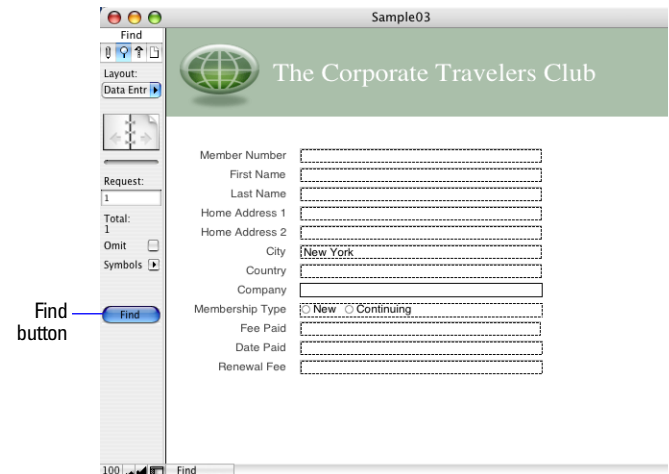 Sample03
Find
Layout:
Data Entr
Request:
1
Total:
1
Omit
Symbols
Find
Find
button
The Corporate Travelers Club
Member Number
First Name
Last Name
Home Address 1
Home Address 2
City New York
Country
Company
Membership Type New Continuing
Fee Paid
Date Paid
Renewal Fee
100 Find